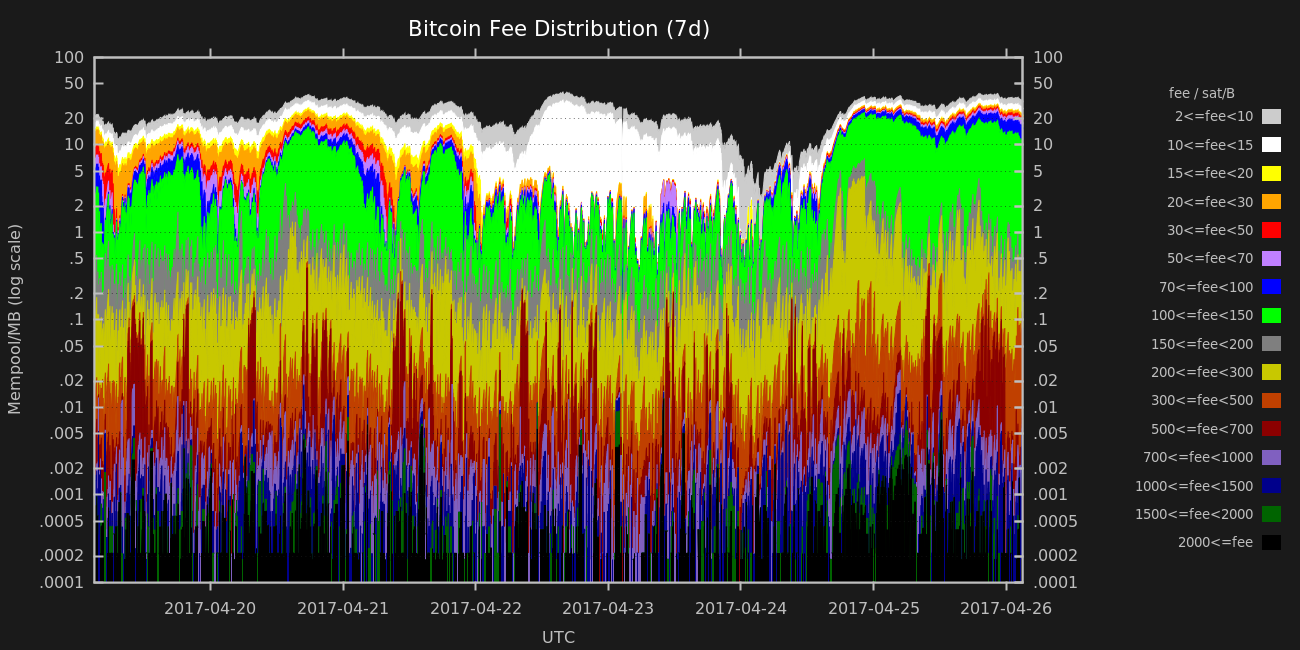 Bitcoin Fee Distribution (7d)
100 100
50 50
20 20
10 10
5 5
2 2
1 1
.5 .5
.2 .2
.1 .1
.05 .05
.02 .02
.01 .01
.005 .005
.002 .002
.001 .001
.0005 .0005
.0002 .0002
.0001 .0001
Mempool/MB (log scale)
2017-04-20 2017-04-21 2017-04-22 2017-04-23 2017-04-24 2017-04-25 2017-04-26
UTC
fee / sat/B
2<=fee<10
10<=fee<15
15<=fee<20
20<=fee<30
30<=fee<50
50<=fee<70
70<=fee<100
100<=fee<150
150<=fee<200
200<=fee<300
300<=fee<500
500<=fee<700
700<=fee<1000
1000<=fee<1500
1500<=fee<2000
2000<=fee